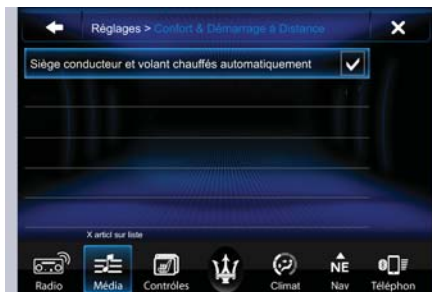 Réglages > Confort & Démarrage à Distance
Siège conducteur et volant chauffés automatiquement
X articl sur liste
Radio Média Contrôles Climat NE Nav Téléphon